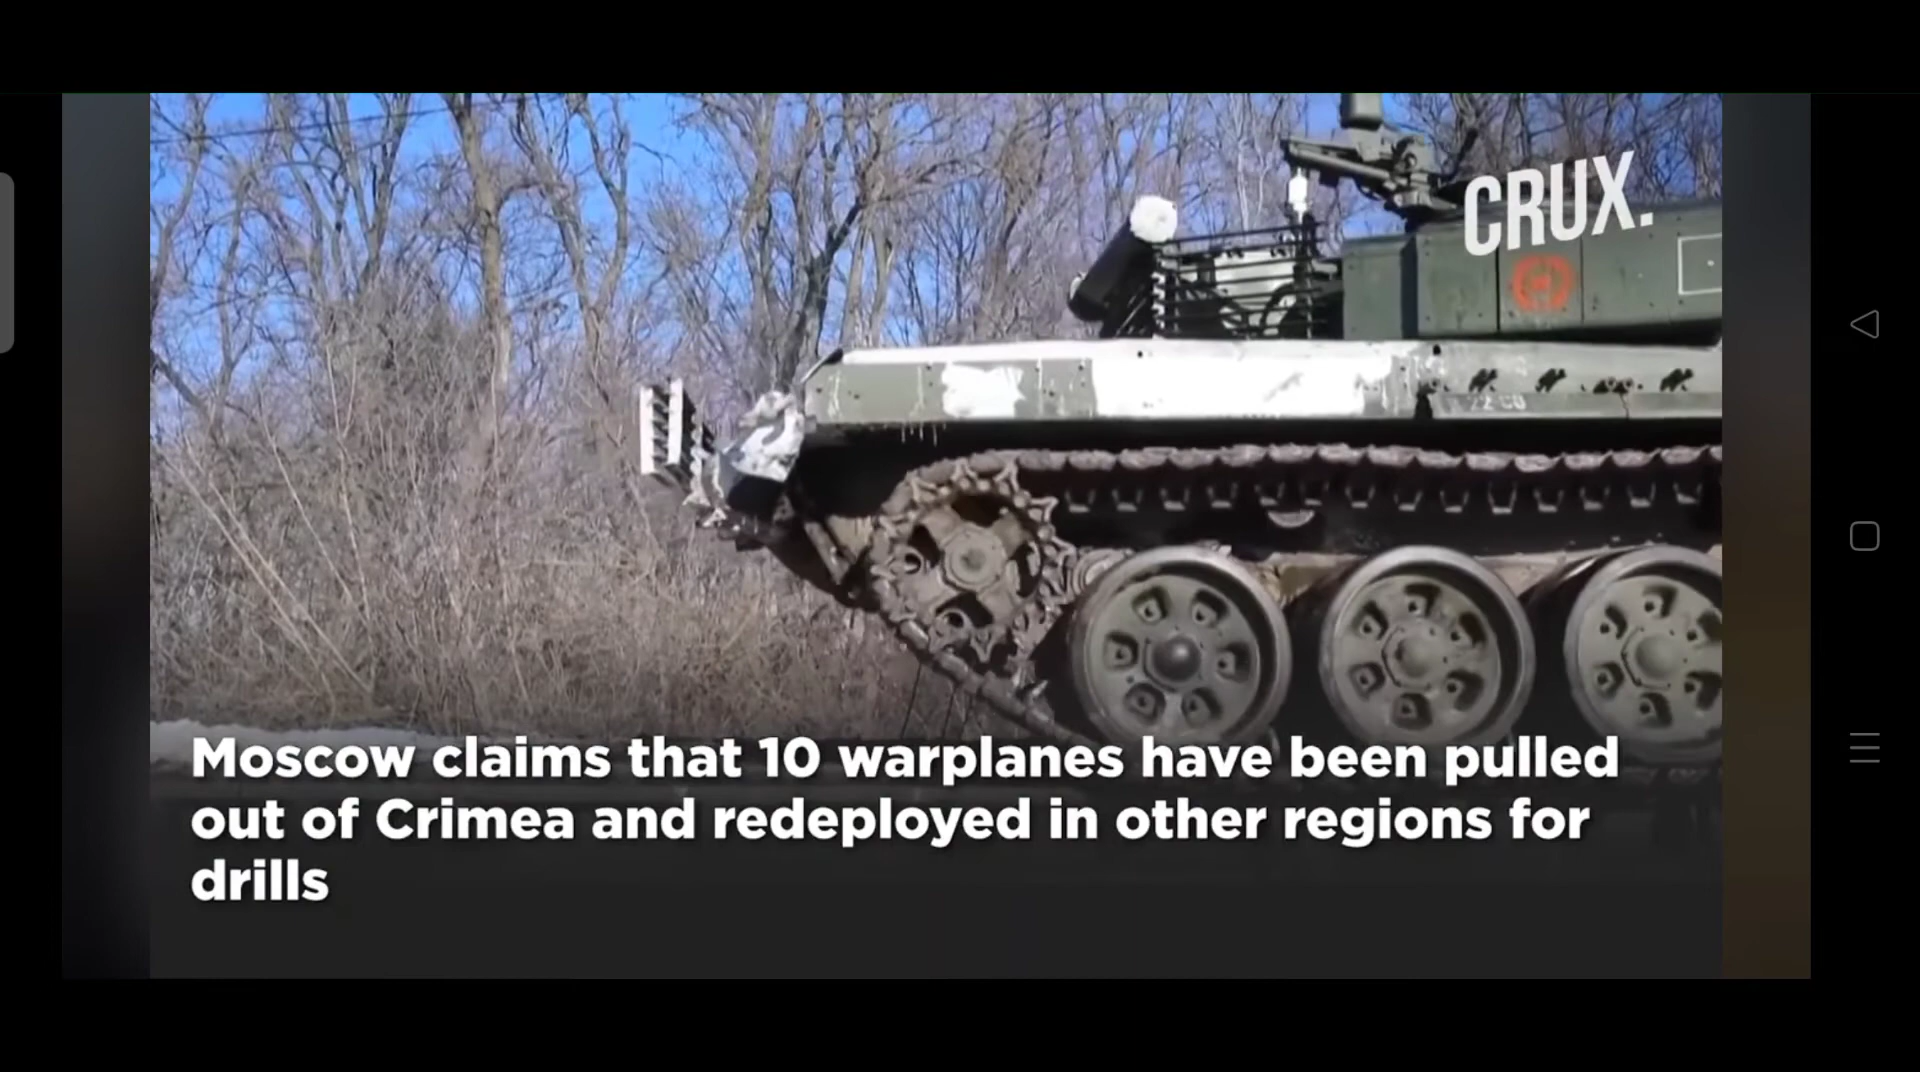 CRUX.
Moscow claims that 10 warplanes have been pulled
out of Crimea and redeployed in other regions for
drills